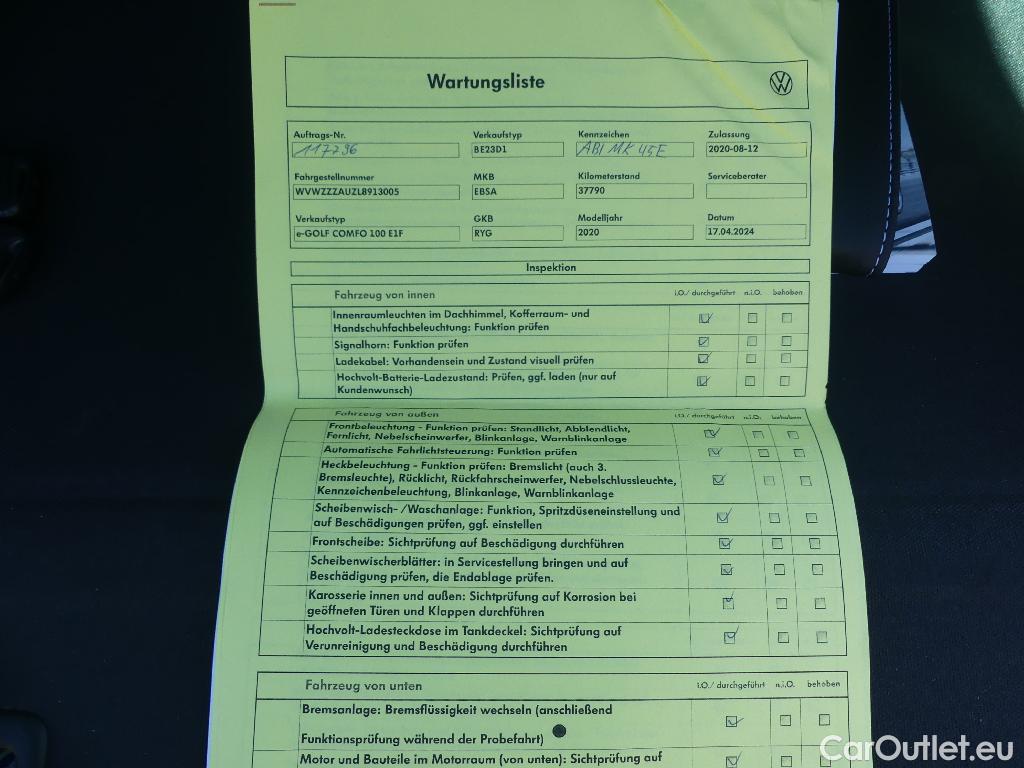 Wartungsliste
Auftrags-Nr. Verkaufstyp Kennzeichen Zulassung
117296 BE23D1 ABI MK 45E 2020-08-12
Fahrgestellnummer MKB Kilometerstand Serviceberater
WVWZZZAUZL8913005 EBSA 37790
Verkaufstyp GKB Modelljahr Datum
e-GOLF COMFO 100 E1F RYG 2020 17.04.2024
Inspektion
Fahrzeug von innen i.O./ durchgeführt n.i.O. behoben
Innenraumleuchten im Dachhimmel, Kofferraum- und
Handschuhfachbeleuchtung: Funktion prüfen
Signalhorn: Funktion prüfen
Ladekabel: Vorhandensein und Zustand visuell prüfen
Hochvolt-Batterie-Ladezustand: Prüfen, ggf. laden (nur auf
Kundenwunsch)
Fahrzeug von außen i.O./ durchgeführt n.i.O. behoben
Frontbeleuchtung - Funktion prüfen: Standlicht, Abblendlicht,
Fernlicht, Nebelscheinwerfer, Blinkanlage, Warnblinkanlage
Automatische Fahrlichtsteuerung: Funktion prüfen
Heckbeleuchtung - Funktion prüfen: Bremslicht (auch 3.
Bremsleuchte), Rücklicht, Rückfahrscheinwerfer, Nebelschlussleuchte,
Kennzeichenbeleuchtung, Blinkanlage, Warnblinkanlage
Scheibenwisch- /Waschanlage: Funktion, Spritzdüseneinstellung und
auf Beschädigungen prüfen, ggf. einstellen
Frontscheibe: Sichtprüfung auf Beschädigung durchführen
Scheibenwischerblätter: in Servicestellung bringen und auf
Beschädigung prüfen, die Endablage prüfen.
Karosserie innen und außen: Sichtprüfung auf Korrosion bei
geöffneten Türen und Klappen durchführen
Hochvolt-Ladesteckdose im Tankdeckel: Sichtprüfung auf
Verunreinigung und Beschädigung durchführen
Fahrzeug von unten i.O./ durchgeführt n.i.O. behoben
Bremsanlage: Bremsflüssigkeit wechseln (anschließend
Funktionsprüfung während der Probefahrt)
Motor und Bauteile im Motorraum (von unten): Sichtprüfung auf
CarOutlet.eu